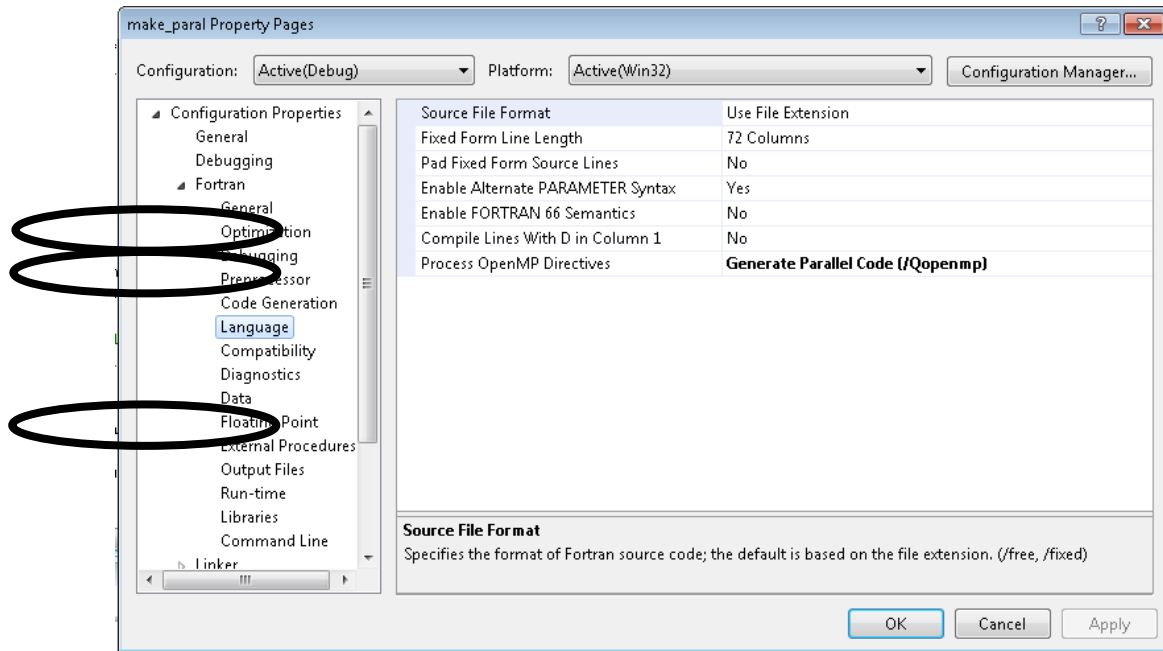 make_paral Property Pages
Configuration: Active(Debug) Platform: Active(Win32) Configuration Manager...
Configuration Properties
General
Debugging
Fortran
General
Optimization
Debugging
Preprocessor
Code Generation
Language
Compatibility
Diagnostics
Data
Floating Point
External Procedures
Output Files
Run-time
Libraries
Command Line
Linker
Source File Format Use File Extension
Fixed Form Line Length 72 Columns
Pad Fixed Form Source Lines No
Enable Alternate PARAMETER Syntax Yes
Enable FORTRAN 66 Semantics No
Compile Lines With D in Column 1 No
Process OpenMP Directives Generate Parallel Code (/Qopenmp)
Source File Format
Specifies the format of Fortran source code; the default is based on the file extension. (/free, /fixed)
OK Cancel Apply